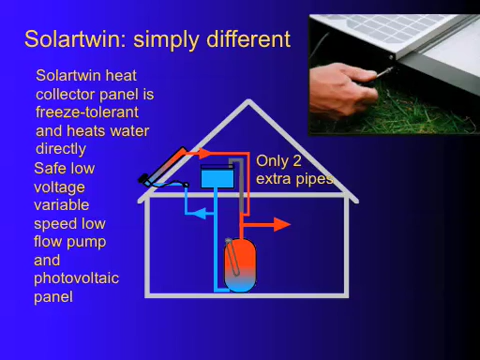 Solartwin: simply different
Solartwin heat
collector panel is
freeze-tolerant
and heats water
directly
Safe low
voltage
variable
speed low
flow pump
and
photovoltaic
panel
Only 2
extra pipes